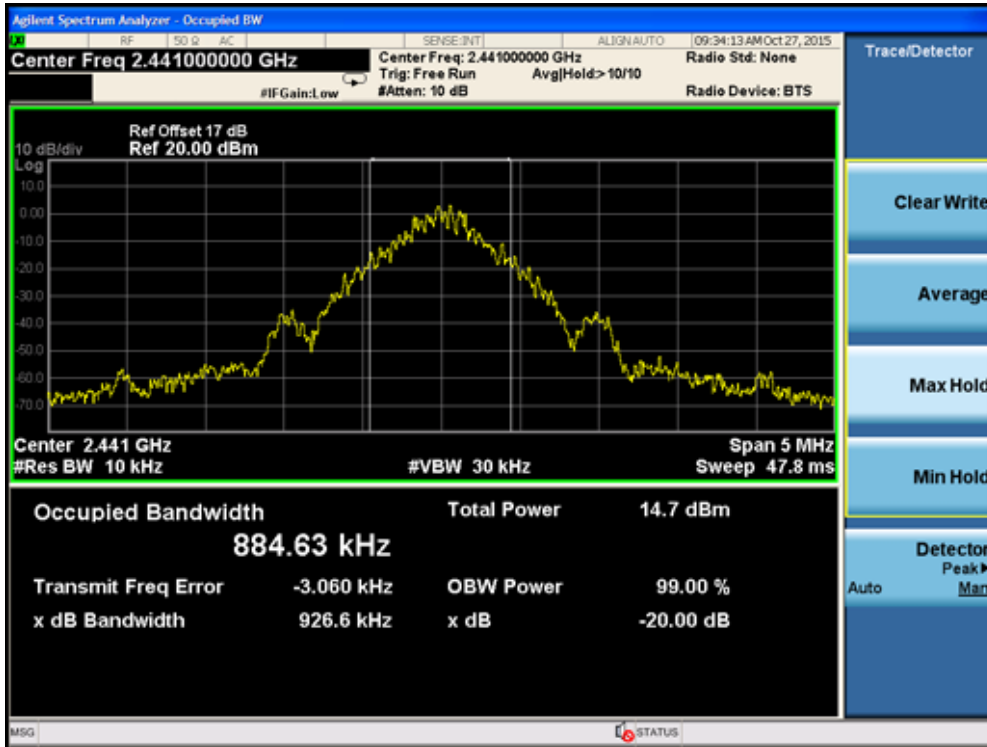 Agilent Spectrum Analyzer - Occupied BW
RF 50 Ω AC SENSE:INT ALIGNAUTO 09:34:13 AM Oct 27, 2015
Center Freq 2.441000000 GHz
Center Freq: 2.441000000 GHz Radio Std: None
Trig: Free Run Avg|Hold:> 10/10
#IFGain:Low #Atten: 10 dB Radio Device: BTS
Ref Offset 17 dB
10 dB/div Ref 20.00 dBm
Log
10.0
0.00
-10.0
-20.0
-30.0
-40.0
-50.0
-60.0
-70.0
Center 2.441 GHz Span 5 MHz
#Res BW 10 kHz #VBW 30 kHz Sweep 47.8 ms
Occupied Bandwidth Total Power 14.7 dBm
884.63 kHz
Transmit Freq Error -3.060 kHz OBW Power 99.00 %
x dB Bandwidth 926.6 kHz x dB -20.00 dB
MSG STATUS
Trace/Detector
Clear Write
Average
Max Hold
Min Hold
Detector
Peak
Auto Man